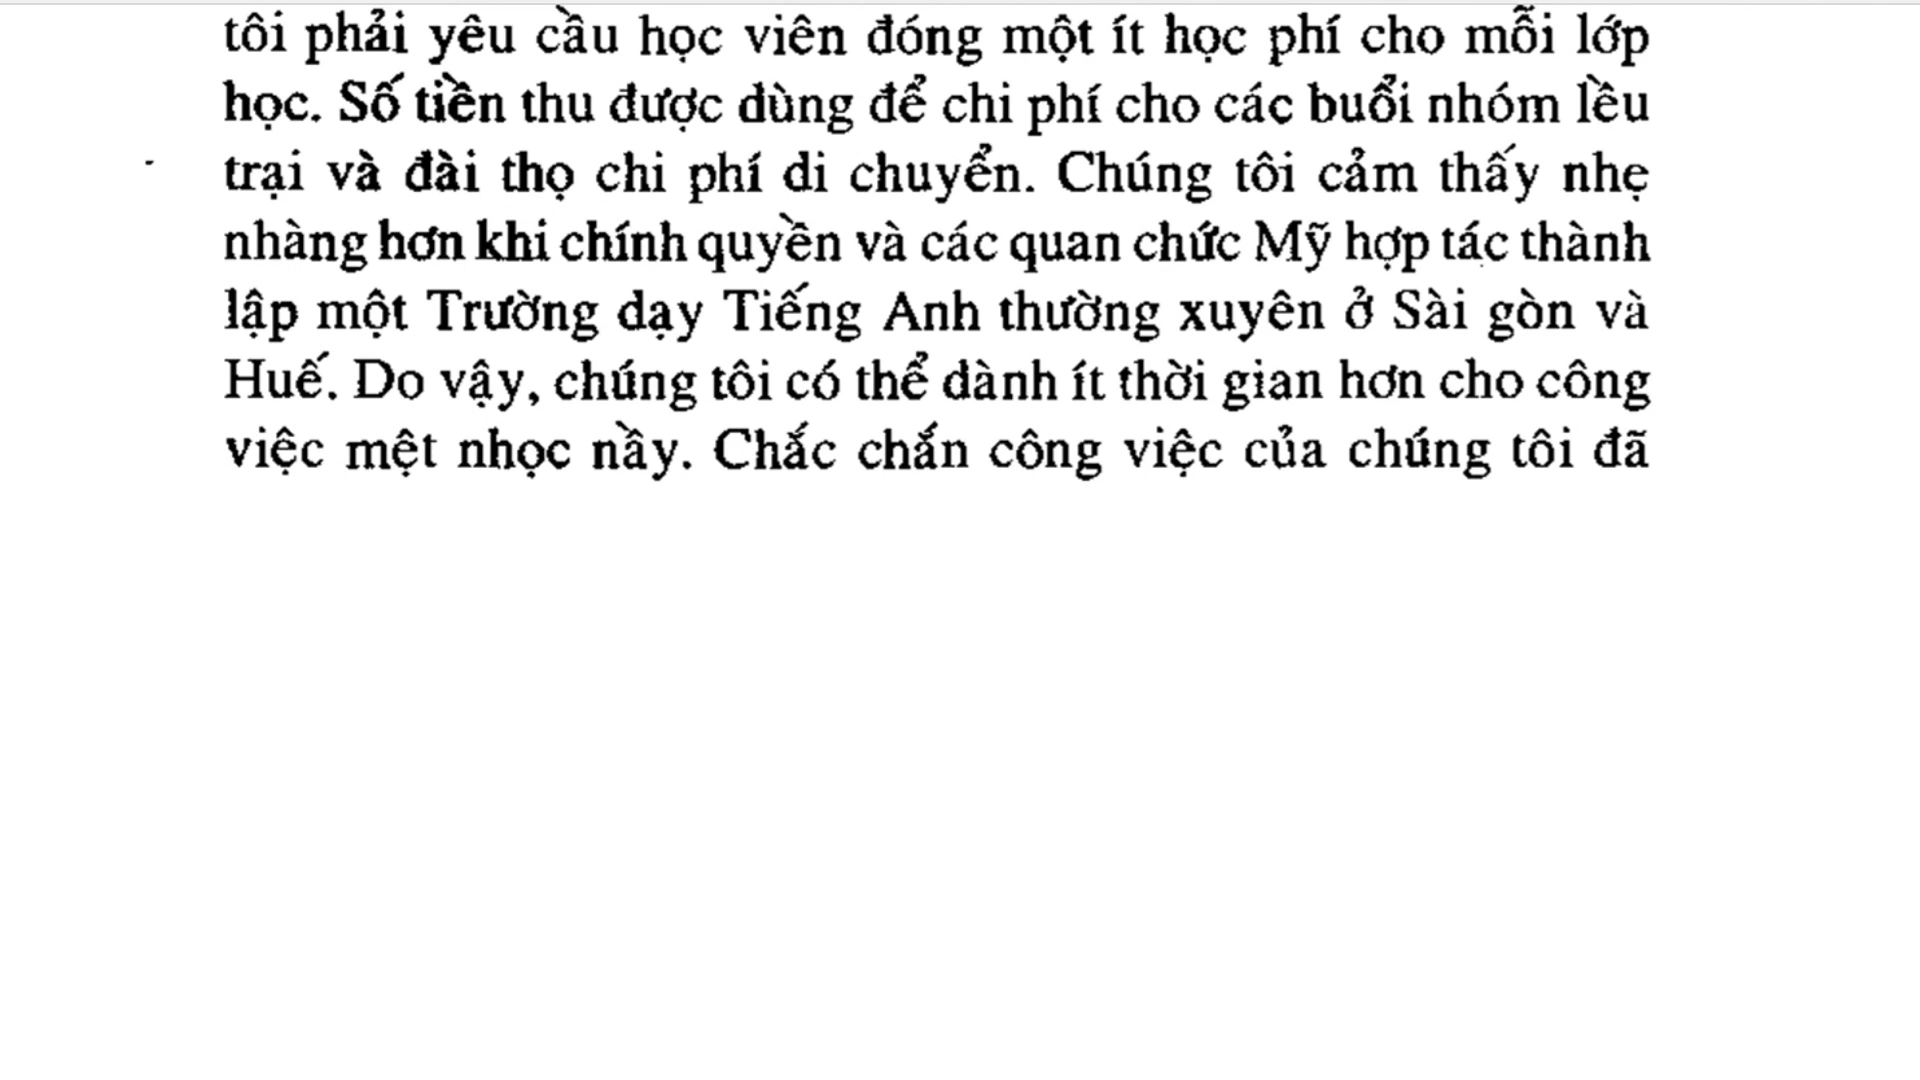 tôi phải yêu cầu học viên đóng một ít học phí cho mỗi lớp
học. Số tiền thu được dùng để chi phí cho các buổi nhóm lều
trại và đài thọ chi phí di chuyển. Chúng tôi cảm thấy nhẹ
nhàng hơn khi chính quyền và các quan chức Mỹ hợp tác thành
lập một Trường dạy Tiếng Anh thường xuyên ở Sài gòn và
Huế. Do vậy, chúng tôi có thể dành ít thời gian hơn cho công
việc mệt nhọc nầy. Chắc chắn công việc của chúng tôi đã